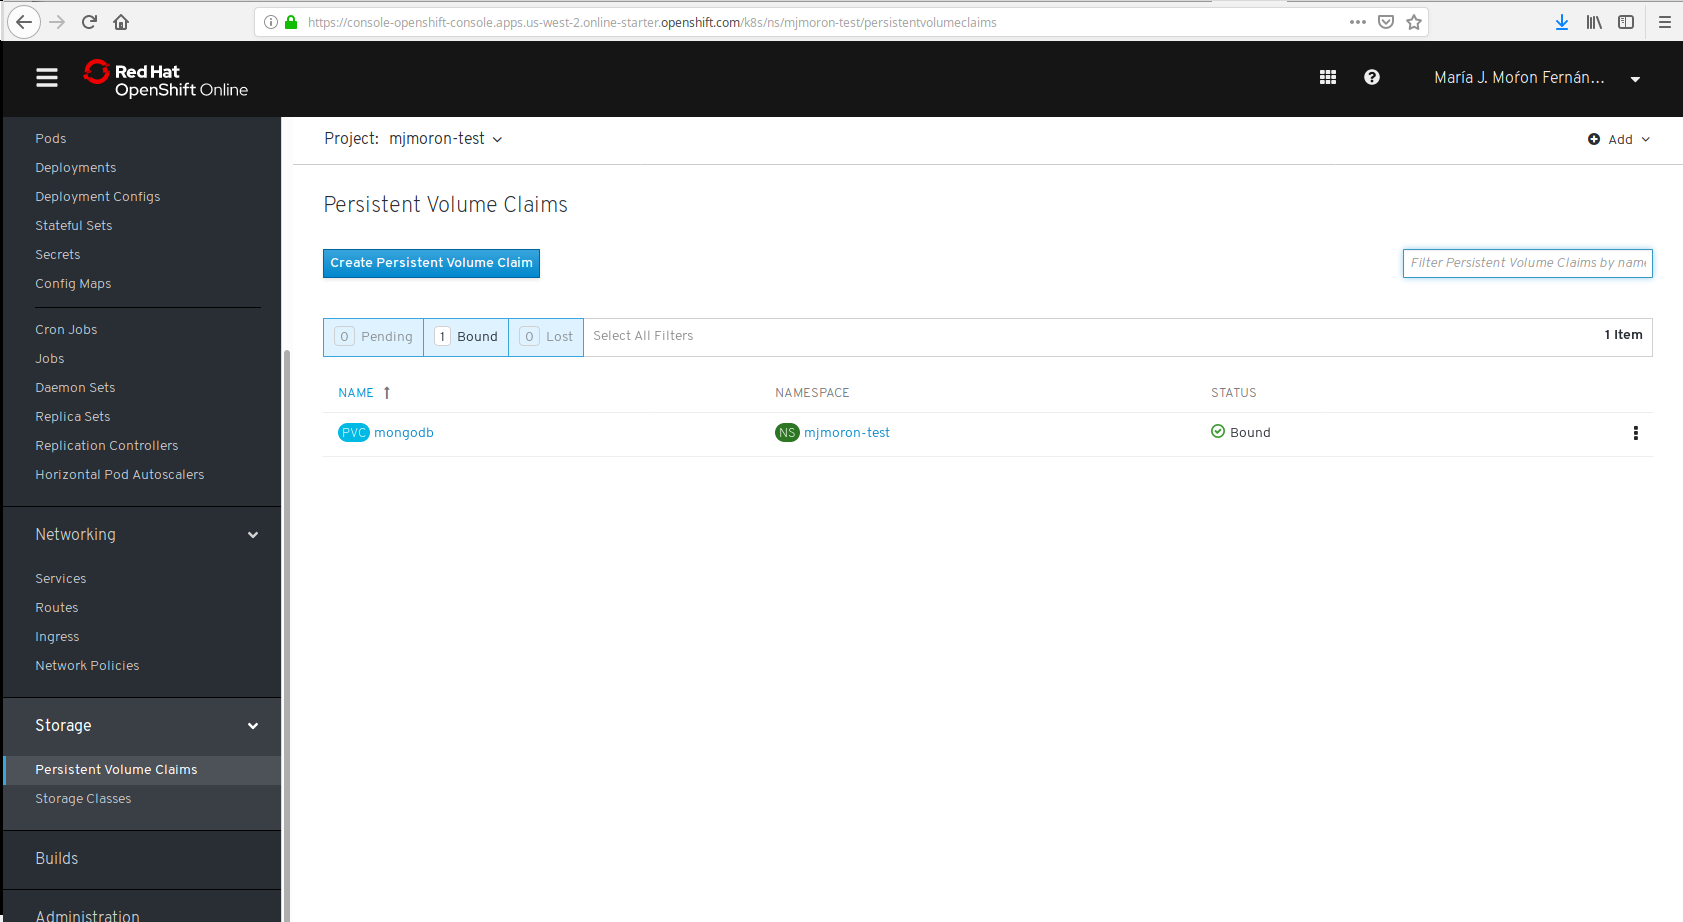 https://console-openshift-console.apps.us-west-2.online-starter.openshift.com/k8s/ns/mjmoron-test/persistentvolumeclaims
Red Hat
OpenShift Online
María J. Moŕon Fernán...
Pods
Deployments
Deployment Configs
Stateful Sets
Secrets
Config Maps
Cron Jobs
Jobs
Daemon Sets
Replica Sets
Replication Controllers
Horizontal Pod Autoscalers
Networking
Services
Routes
Ingress
Network Policies
Storage
Persistent Volume Claims
Storage Classes
Builds
Administration
Project: mjmoron-test
Add
Persistent Volume Claims
Create Persistent Volume Claim
Filter Persistent Volume Claims by name
0 Pending 1 Bound 0 Lost Select All Filters 1 Item
NAME NAMESPACE STATUS
PVC mongodb NS mjmoron-test Bound